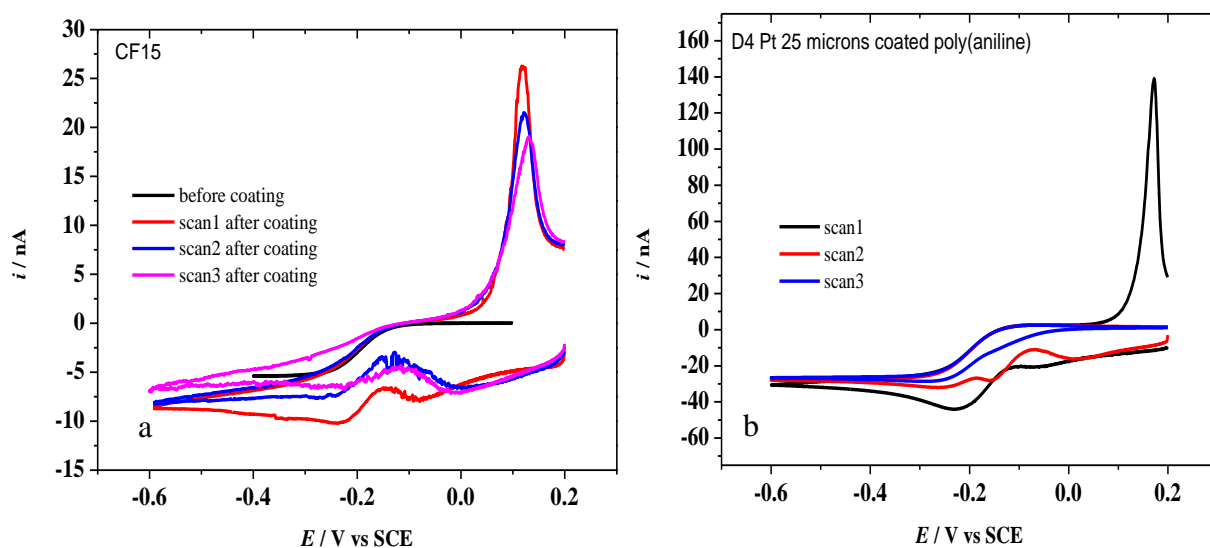 30
25
20
15
10
5
0
-5
-10
-15
CF15
before coating
scan1 after coating
scan2 after coating
scan3 after coating
a
i / nA
-0.6 -0.4 -0.2 0.0 0.2
E / V vs SCE
160
140
120
100
80
60
40
20
0
-20
-40
-60
D4 Pt 25 microns coated poly(aniline)
scan1
scan2
scan3
b
i / nA
-0.6 -0.4 -0.2 0.0 0.2
E / V vs SCE